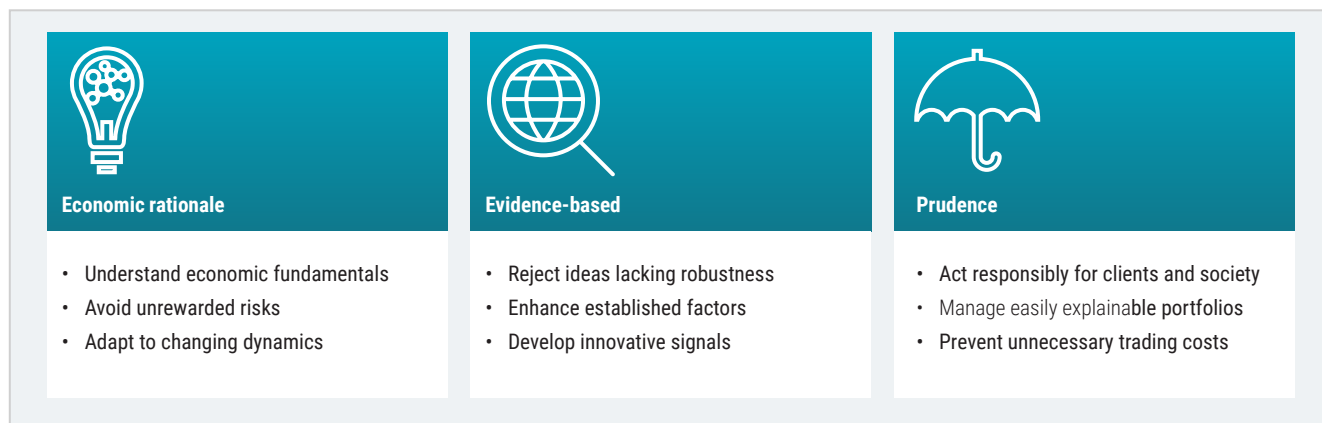 Economic rationale
• Understand economic fundamentals
• Avoid unrewarded risks
• Adapt to changing dynamics
Evidence-based
• Reject ideas lacking robustness
• Enhance established factors
• Develop innovative signals
Prudence
• Act responsibly for clients and society
• Manage easily explainable portfolios
• Prevent unnecessary trading costs